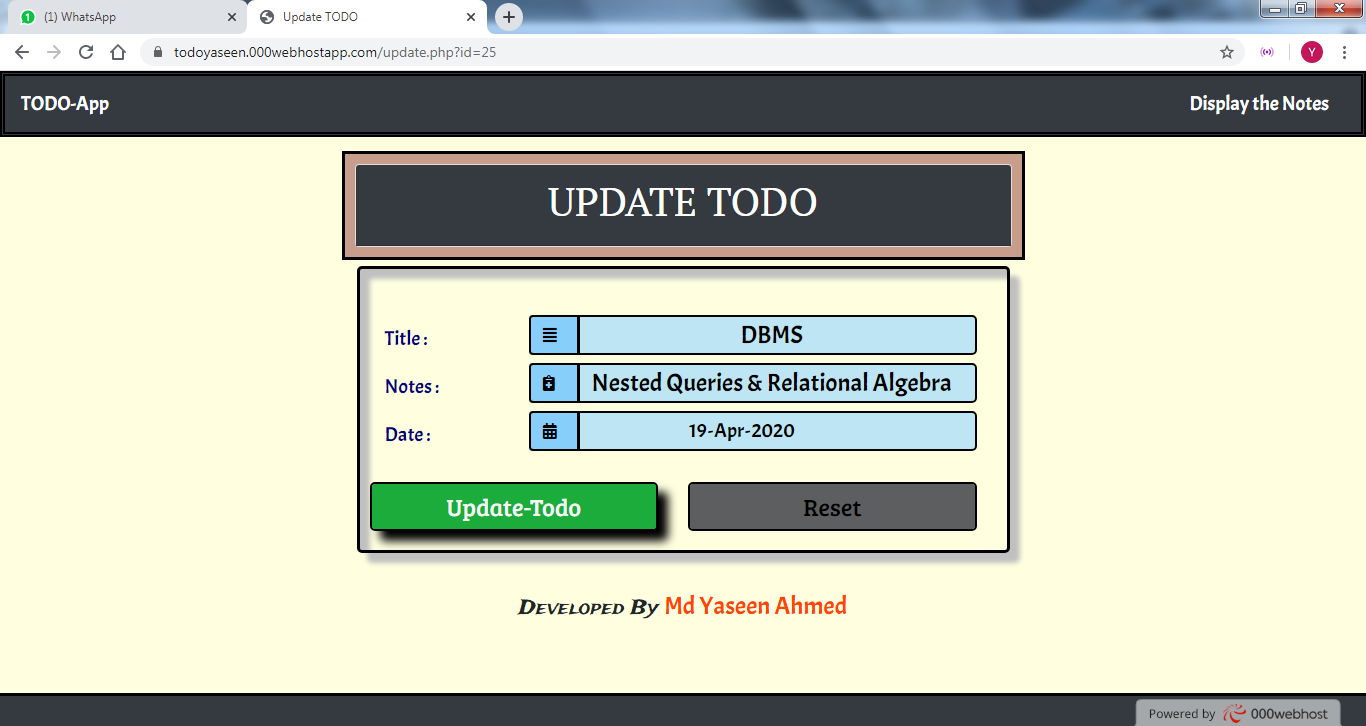 (1) WhatsApp
Update TODO
todoyaseen.000webhostapp.com/update.php?id=25
Y
TODO-App
Display the Notes
UPDATE TODO
Title :
DBMS
Notes :
Nested Queries & Relational Algebra
Date :
19-Apr-2020
Update-Todo
Reset
Developed By Md Yaseen Ahmed
Powered by 000webhost